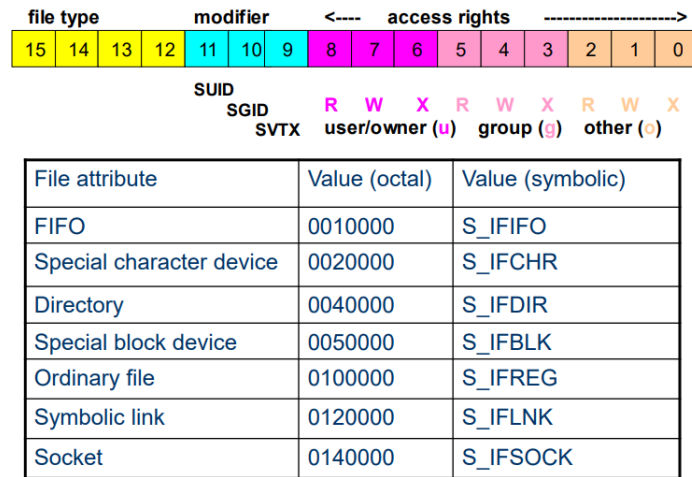 file type modifier <---- access rights ---------------------->
15 14 13 12 11 10 9 8 7 6 5 4 3 2 1 0
SUID
SGID
SVTX
R W X R W X R W X
user/owner (u) group (g) other (o)
File attribute Value (octal) Value (symbolic)
FIFO 0010000 S_IFIFO
Special character device 0020000 S_IFCHR
Directory 0040000 S_IFDIR
Special block device 0050000 S_IFBLK
Ordinary file 0100000 S_IFREG
Symbolic link 0120000 S_IFLNK
Socket 0140000 S_IFSOCK